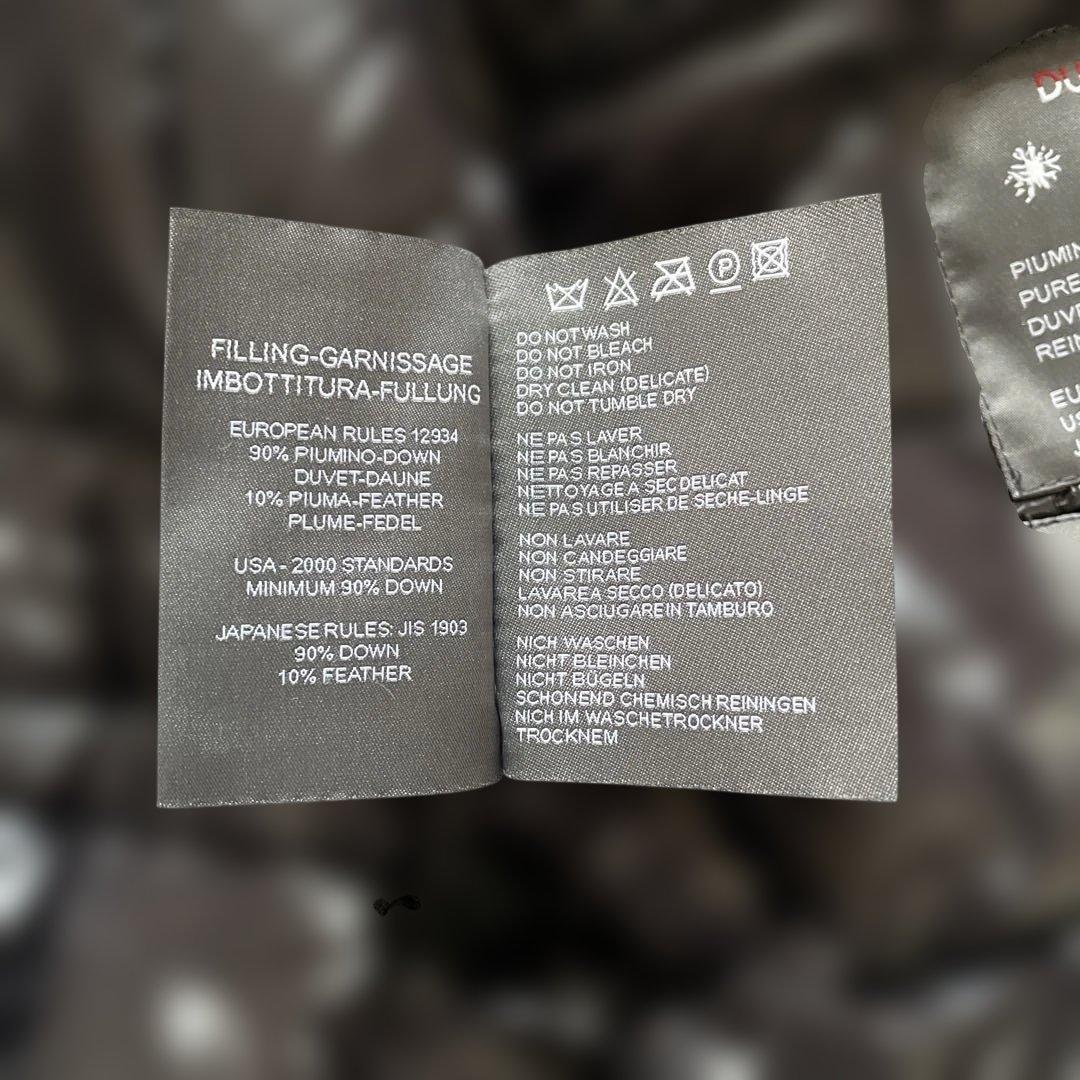 FILLING-GARNISSAGE
IMBOTTITURA-FULLUNG
EUROPEAN RULES 12934
90% PIUMINO-DOWN
DUVET-DAUNE
10% PIUMA-FEATHER
PLUME-FEDEL
USA - 2000 STANDARDS
MINIMUM 90% DOWN
JAPANESE RULES: JIS 1903
90% DOWN
10% FEATHER
P
DO NOT WASH
DO NOT BLEACH
DO NOT IRON
DRY CLEAN (DELICATE)
DO NOT TUMBLE DRY
NE PAS LAVER
NE PAS BLANCHIR
NE PAS REPASSER
NETTOYAGE A SEC DELICAT
NE PAS UTILISER DE SECHE-LINGE
NON LAVARE
NON CANDEGGIARE
NON STIRARE
LAVAREA SECCO (DELICATO)
NON ASCIUGARE IN TAMBURO
NICH WASCHEN
NICHT BLEINCHEN
NICHT BÜGELN
SCHONEND CHEMISCH REININGEN
NICH IM WASCHETROCKNER
TROCKNEM
PURE